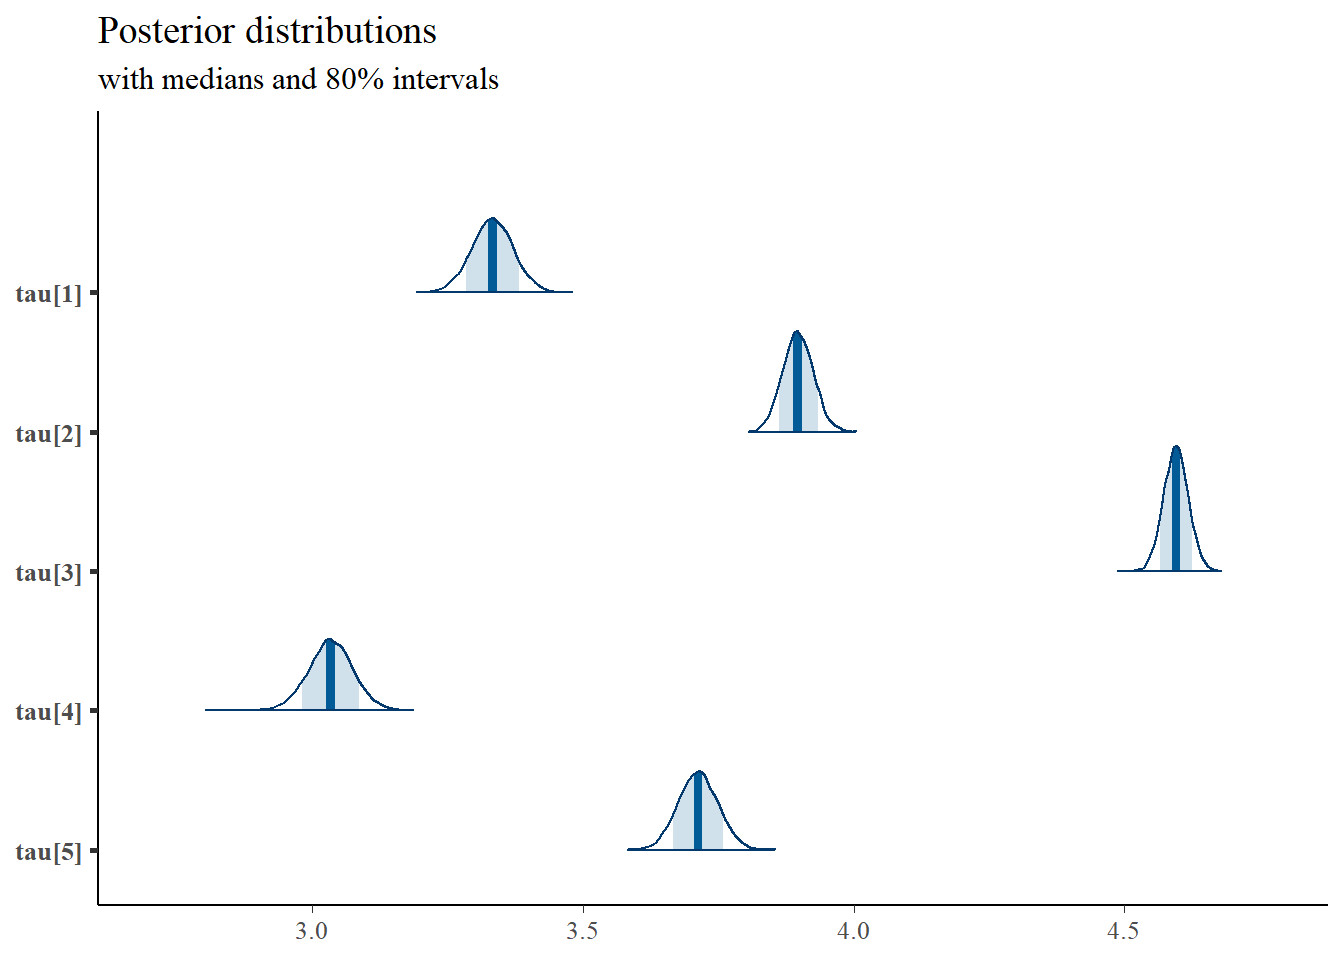 Posterior distributions
with medians and 80% intervals
tau[1]
tau[2]
tau[3]
tau[4]
tau[5]
3.0 3.5 4.0 4.5